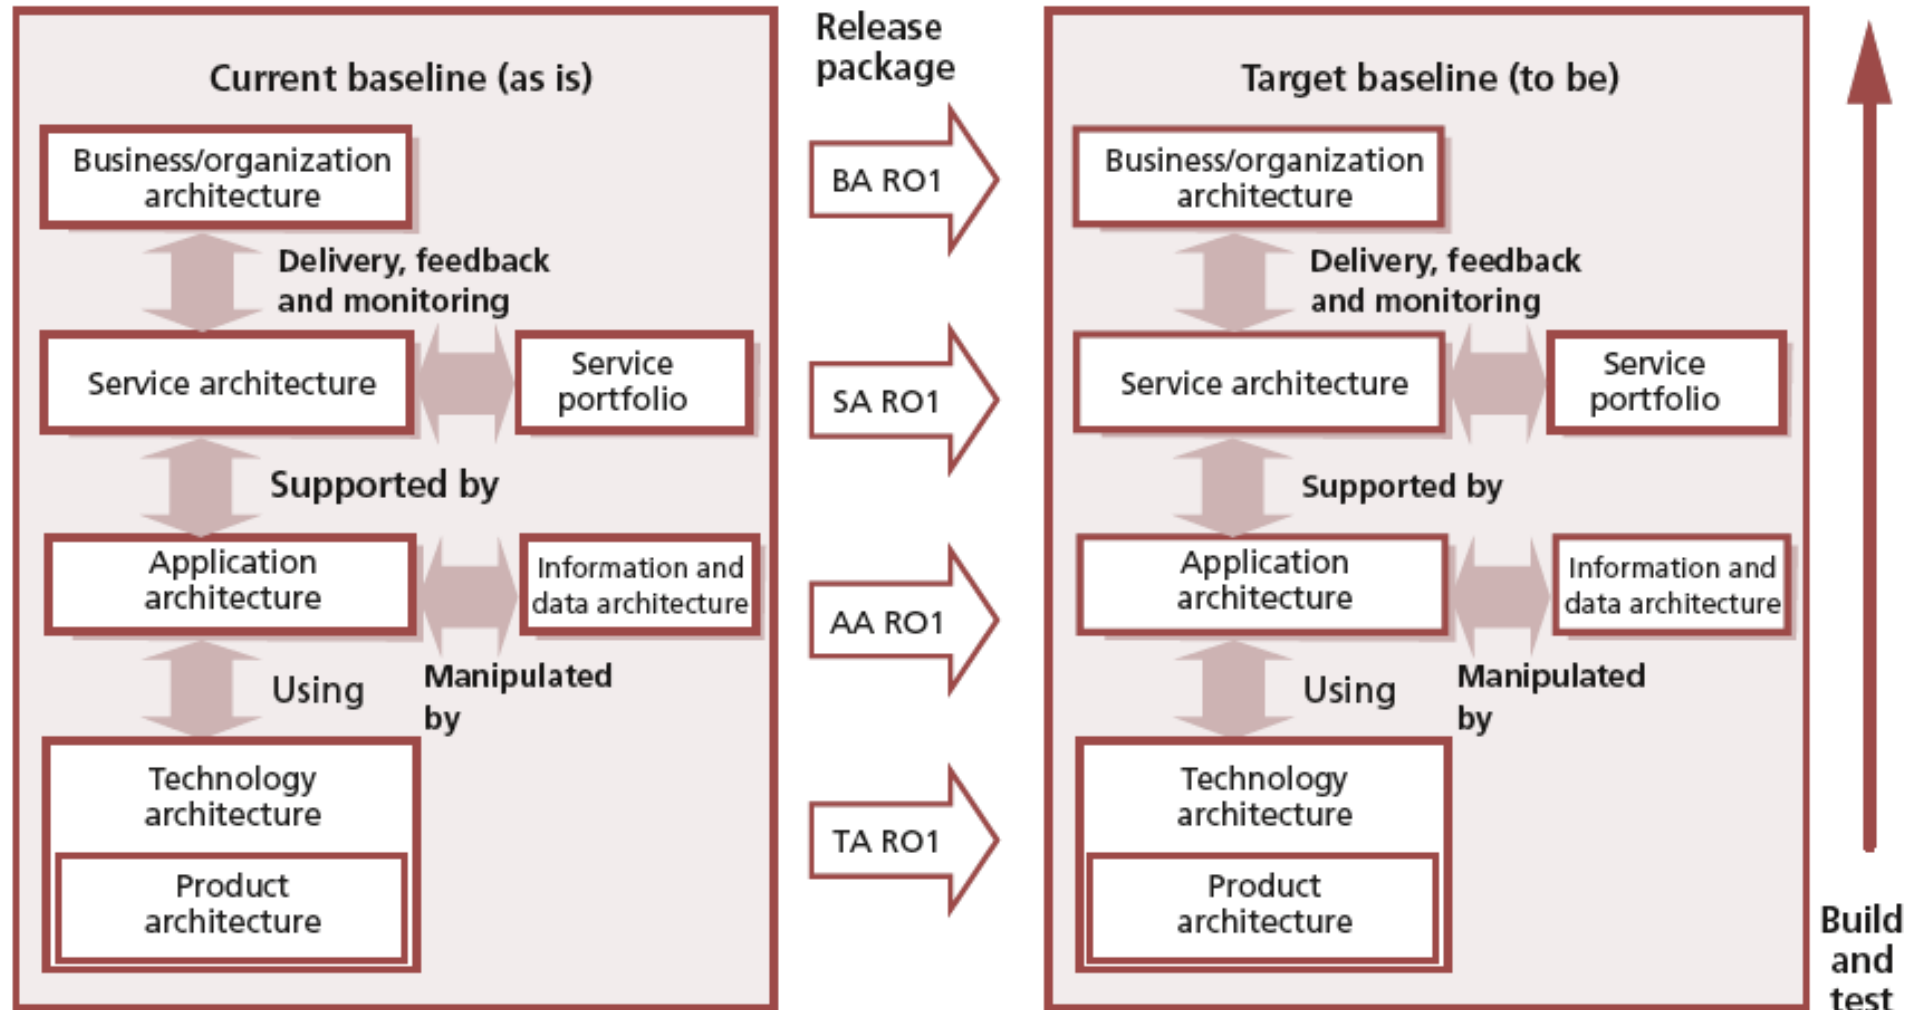 Current baseline (as is)
Business/organization
architecture
Delivery, feedback
and monitoring
Service architecture
Service
portfolio
Supported by
Application
architecture
Information and
data architecture
Using
Manipulated
by
Technology
architecture
Product
architecture
Release
package
BA RO1
SA RO1
AA RO1
TA RO1
Target baseline (to be)
Business/organization
architecture
Delivery, feedback
and monitoring
Service architecture
Service
portfolio
Supported by
Application
architecture
Information and
data architecture
Using
Manipulated
by
Technology
architecture
Product
architecture
Build
and
test